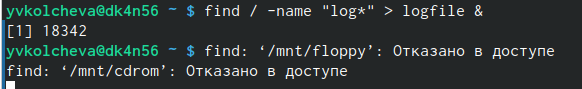 yvkolcheva@dk4n56 ~ $ find / -name "log*" > logfile &
[1] 18342
yvkolcheva@dk4n56 ~ $ find: ‘/mnt/floppy’: Отказано в доступе
find: ‘/mnt/cdrom’: Отказано в доступе